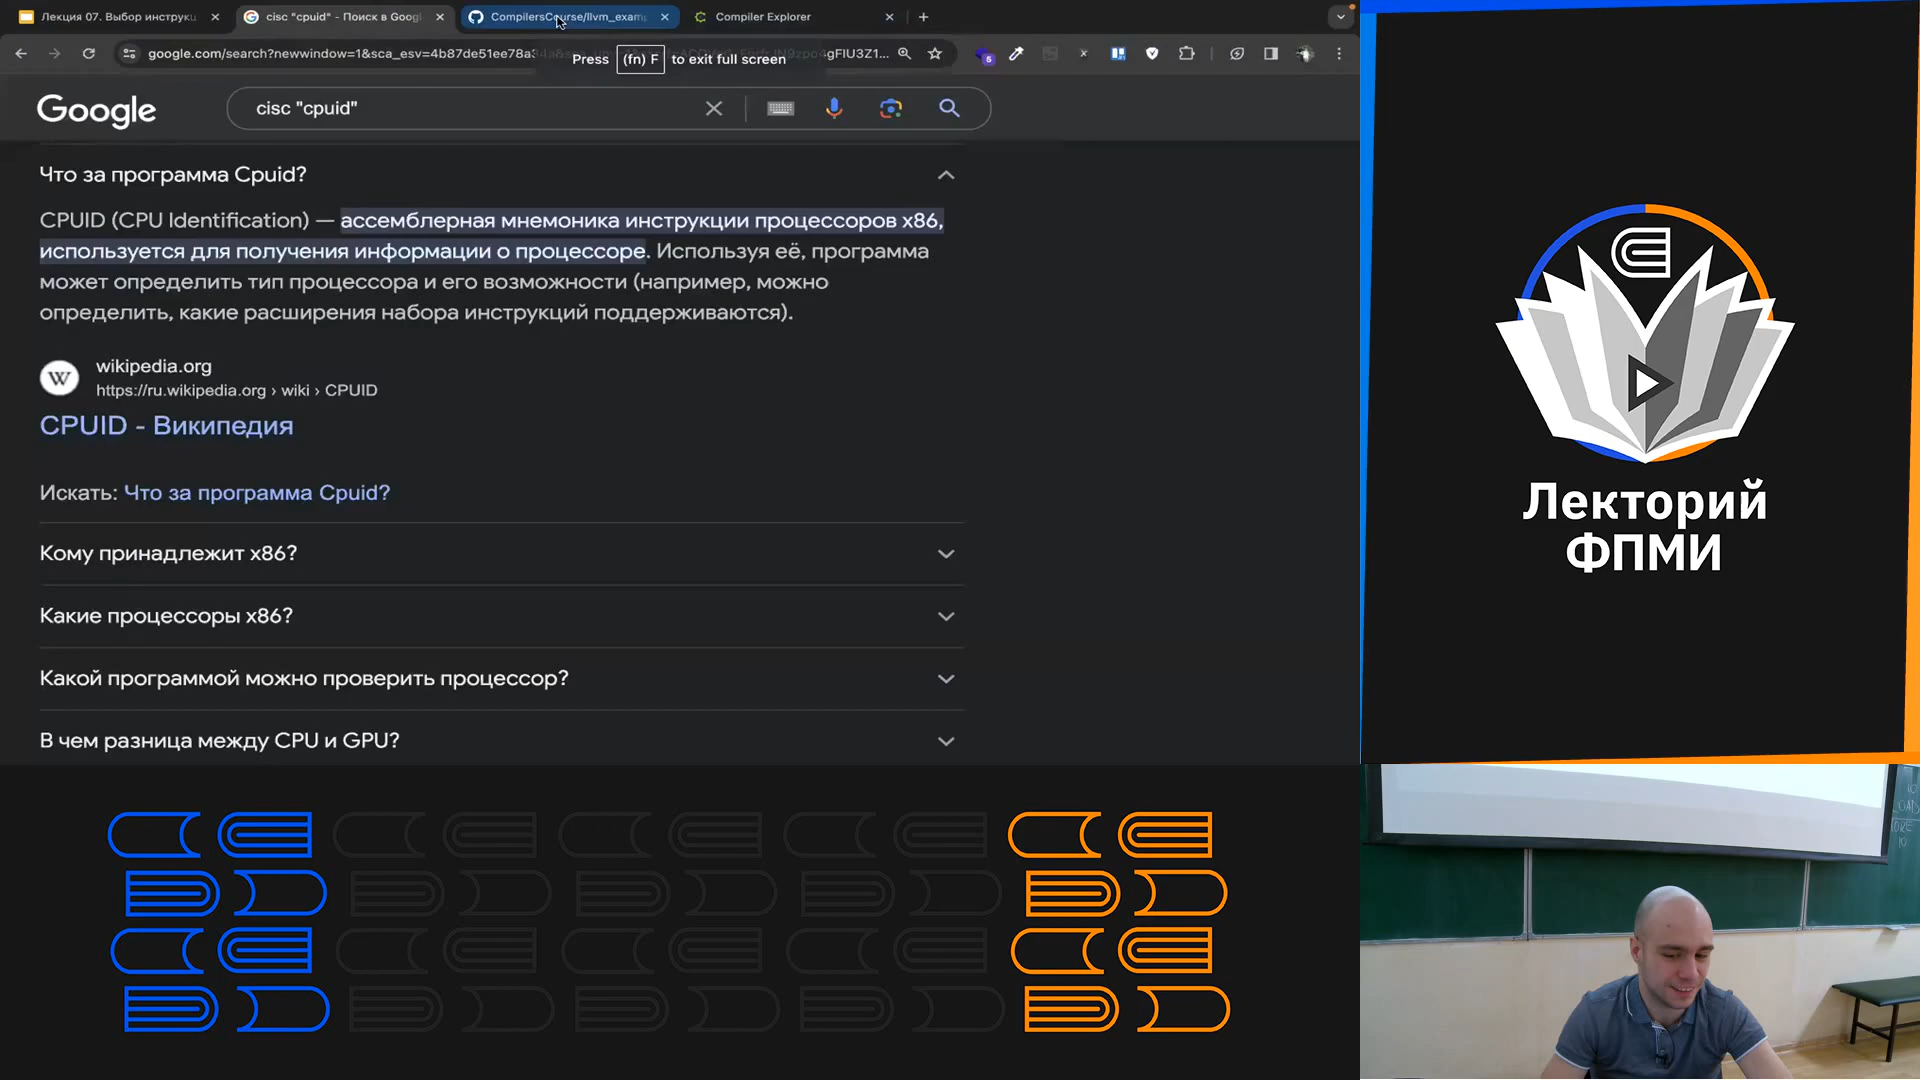 Лекция 07. Выбор инструкц
cisc "cpuid" - Поиск в Goog
CompilersCourse/llvm_examp
Compiler Explorer
google.com/search?newwindow=1&sca_esv=4b87de51ee78a
gFIU3Z1...
Press (fn) F to exit full screen
5
Google
cisc "cpuid"
Что за программа Cpuid?
CPUID (CPU Identification) — ассемблерная мнемоника инструкции процессоров x86,
используется для получения информации о процессоре. Используя её, программа
может определить тип процессора и его возможности (например, можно
определить, какие расширения набора инструкций поддерживаются).
W
wikipedia.org
https://ru.wikipedia.org › wiki › CPUID
CPUID - Википедия
Искать: Что за программа Cpuid?
Кому принадлежит x86?
Какие процессоры x86?
Какой программой можно проверить процессор?
В чем разница между CPU и GPU?
Лекторий
ФПМИ